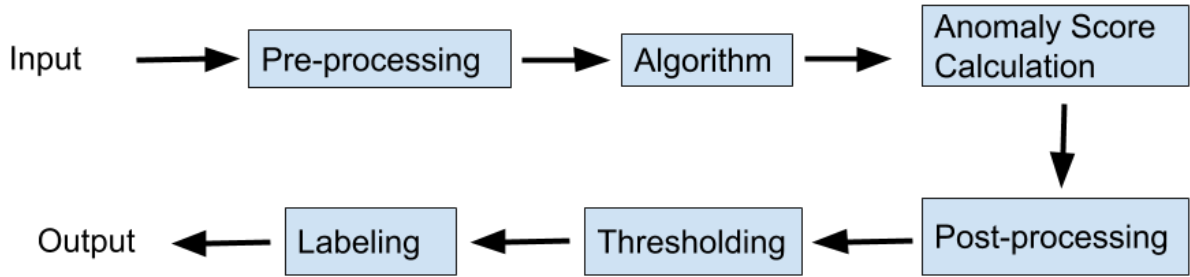 Input
Pre-processing
Algorithm
Anomaly Score
Calculation
Post-processing
Thresholding
Labeling
Output